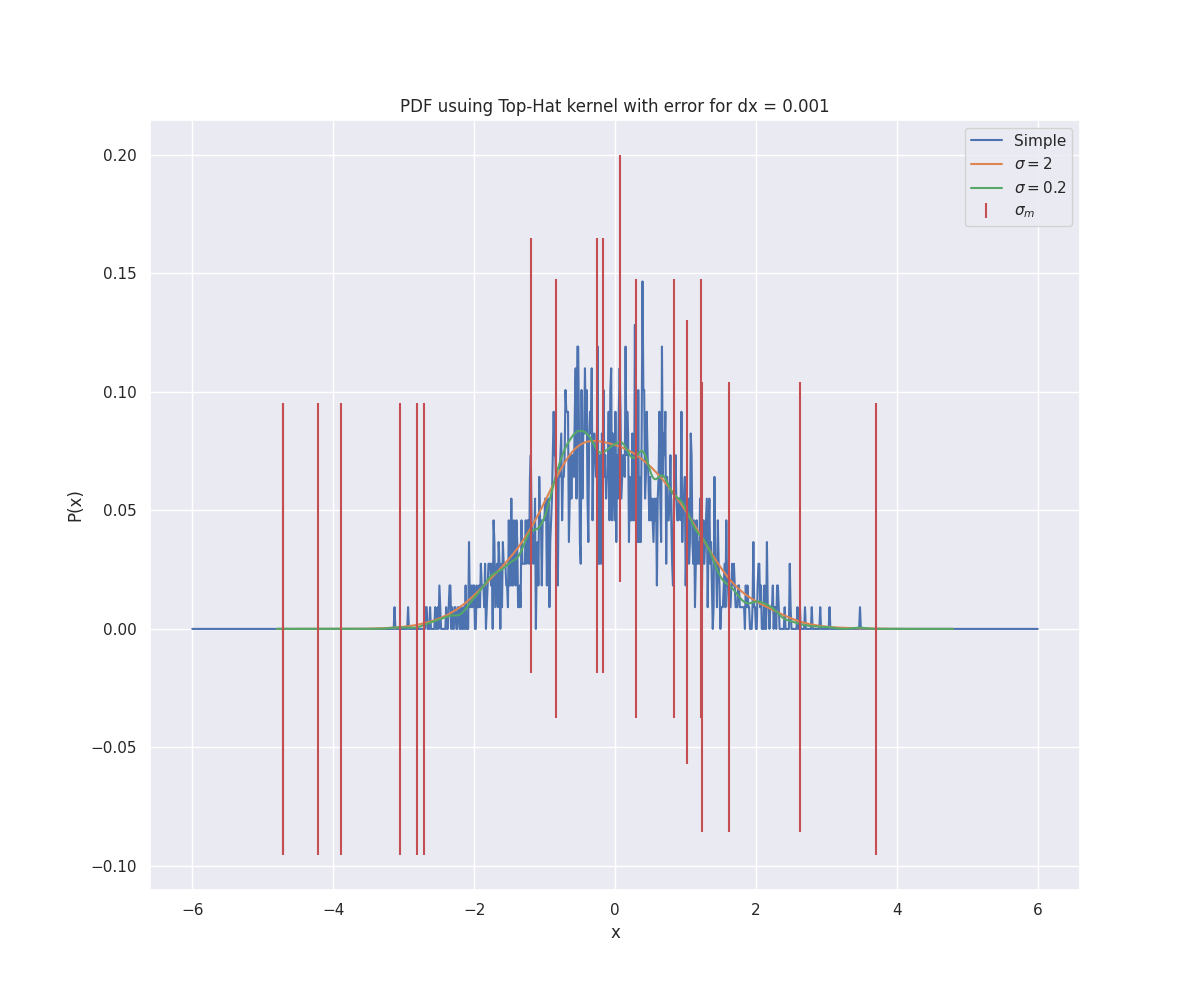 PDF usuing Top-Hat kernel with error for dx = 0.001
Simple
σ = 2
σ = 0.2
σm
0.20
0.15
0.10
0.05
0.00
−0.05
−0.10
P(x)
−6 −4 −2 0 2 4 6
x